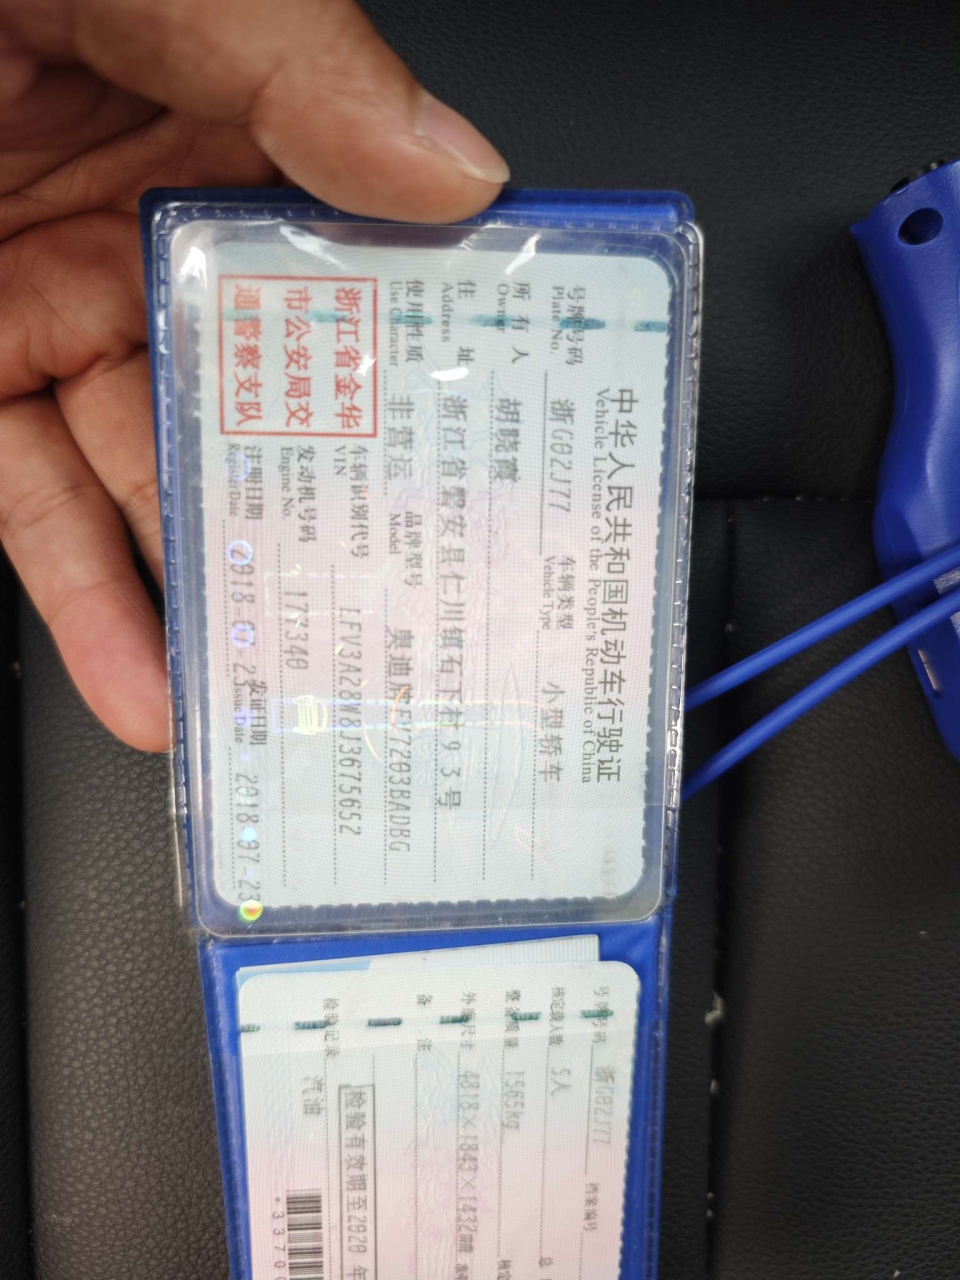 中华人民共和国机动车行驶证
Vehicle License of the People's Republic of China
号牌号码 浙G02J77 车辆类型 小型轿车
Plate No. Vehicle Type
所有人 胡晓霞
Owner
住址 浙江省磐安县仁川镇石下村93号
Address
使用性质 非营运 品牌型号 奥迪牌FV7203BADBG
Use Character Model
浙江省金华
市公安局交
通警察支队
车辆识别代号 LFV3A28W8J3675652
VIN
发动机号码
Engine No.
注册日期 2018-07-23 发证日期 2018-07-23
Register Date Issue Date
号牌号码 浙G02J77 档案编号
核定载人数 5人
整备质量 1565kg
外廓尺寸 4818×1843×1432mm
备注
检验有效期至2020年
检验记录
汽油